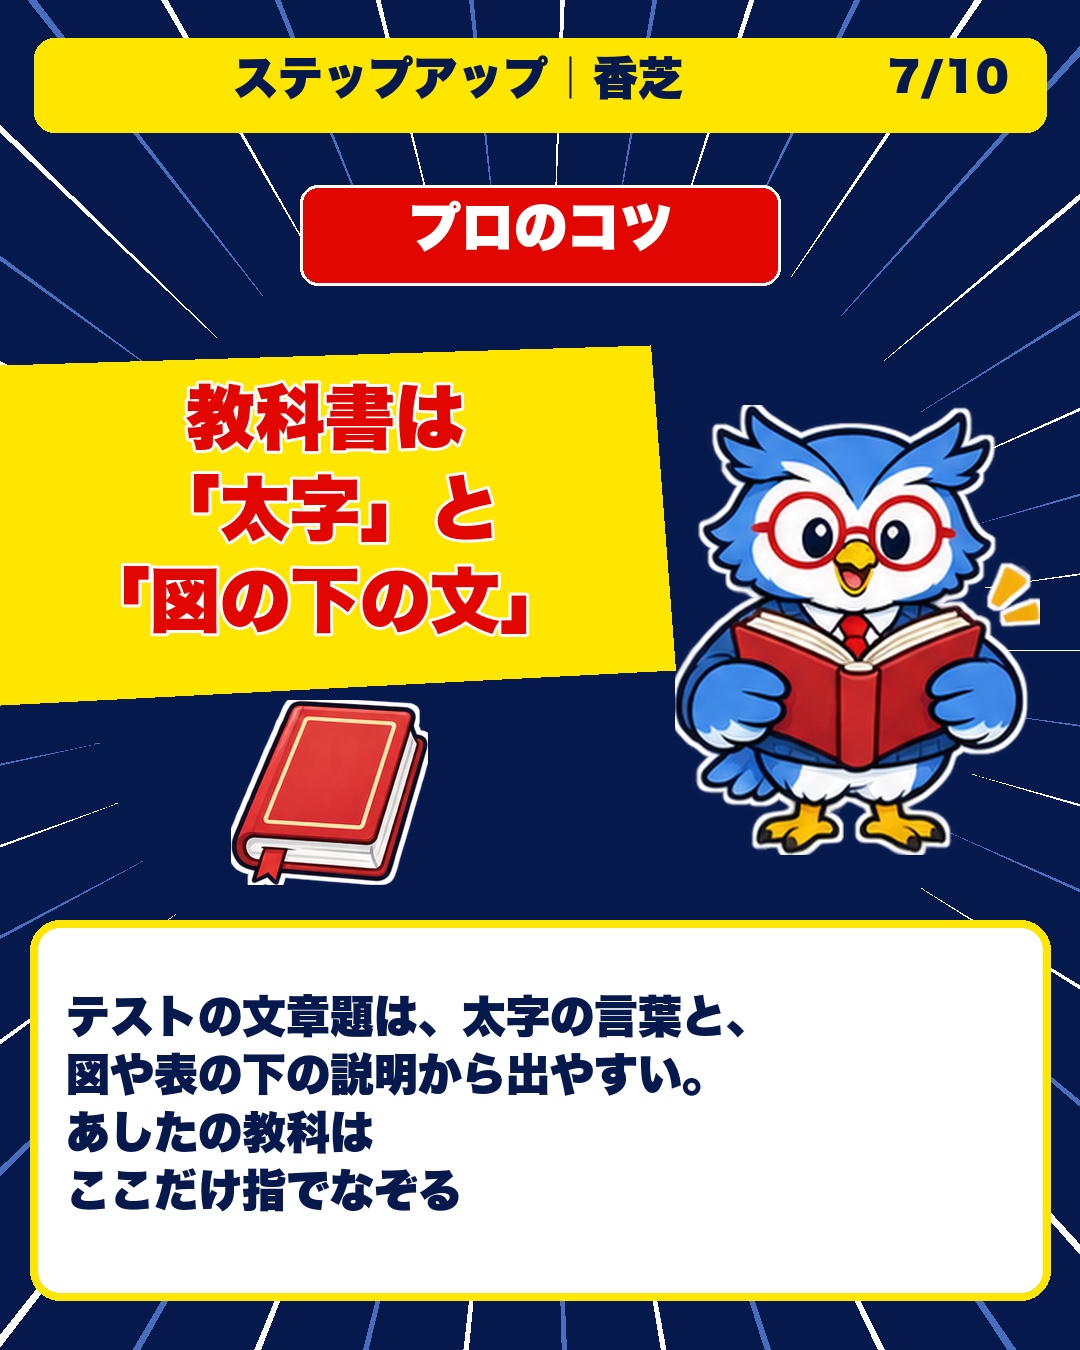 ステップアップ｜香芝
7/10
プロのコツ
教科書は
「太字」と
「図の下の文」
テストの文章題は、太字の言葉と、
図や表の下の説明から出やすい。
あしたの教科は
ここだけ指でなぞる